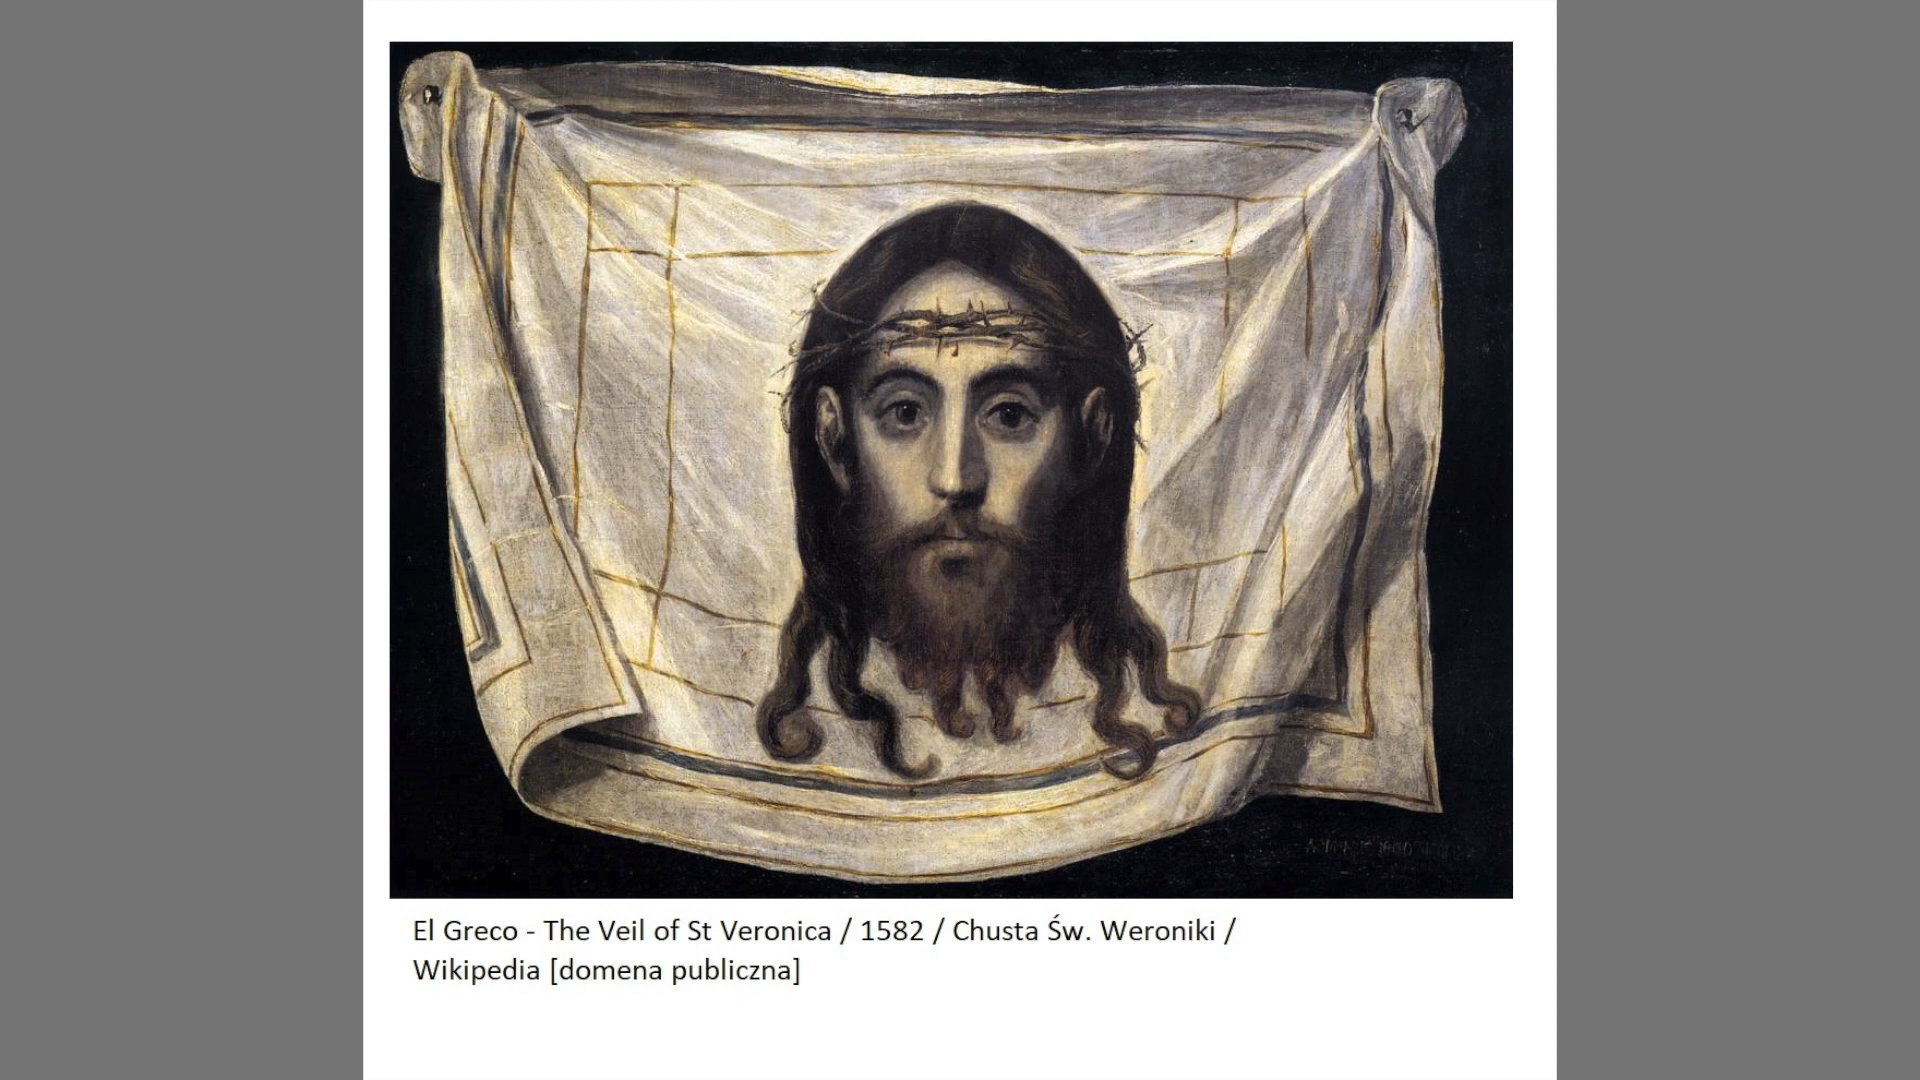 El Greco - The Veil of St Veronica / 1582 / Chusta Św. Weroniki /
Wikipedia [domena publiczna]